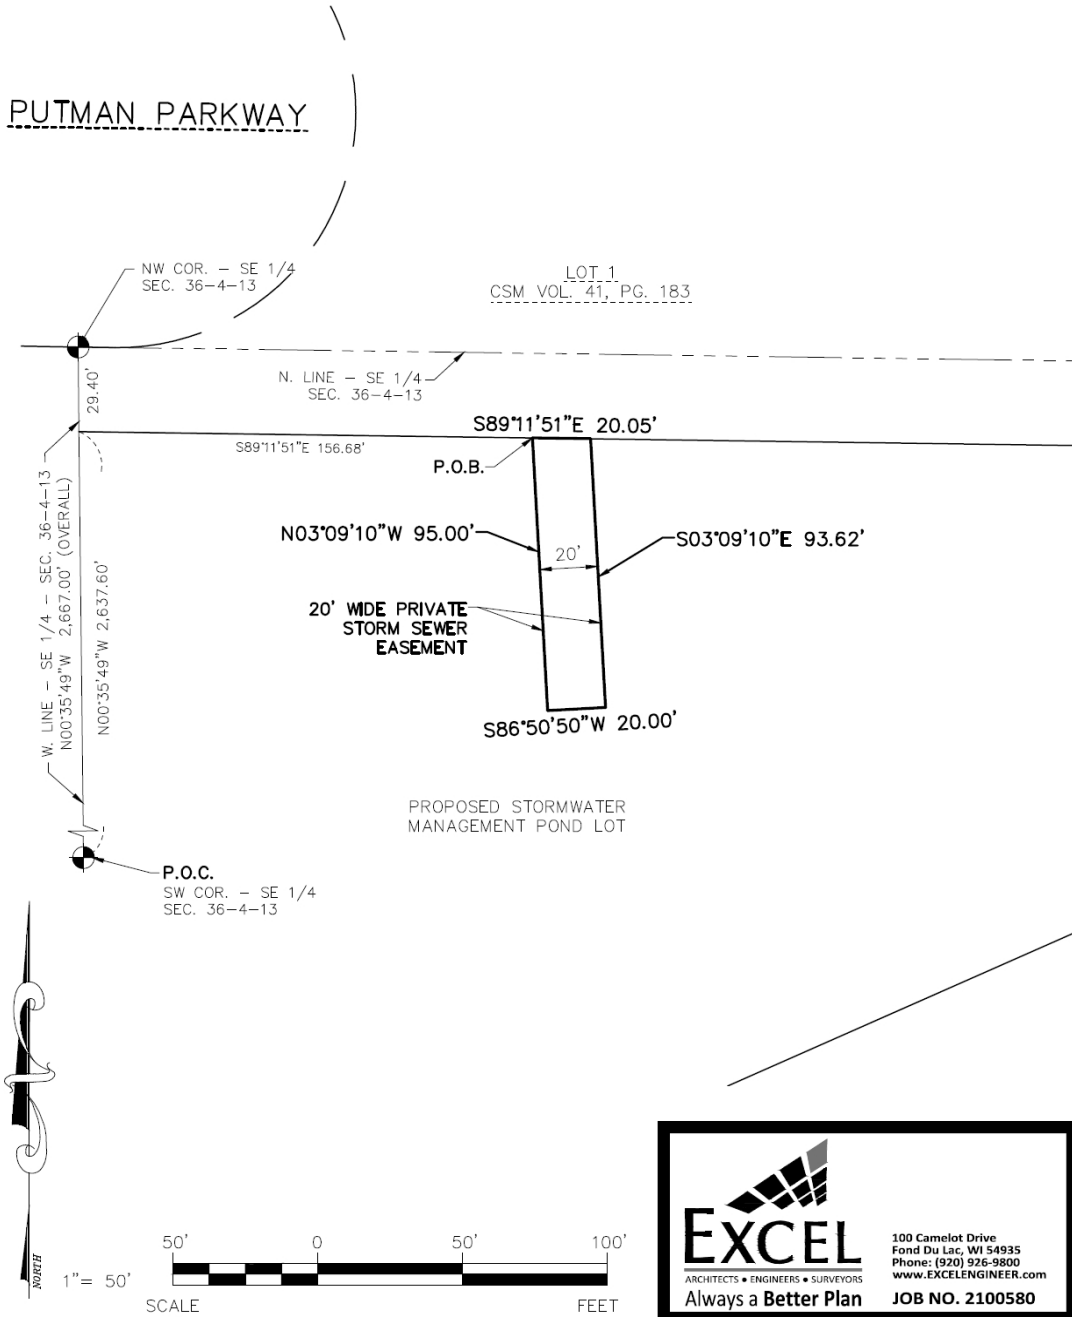 PUTMAN PARKWAY
NW COR. – SE 1/4
SEC. 36–4–13
LOT 1
CSM VOL. 41, PG. 183
29.40'
N. LINE – SE 1/4
SEC. 36–4–13
S89°11'51"E 20.05'
S89°11'51"E 156.68'
P.O.B.
W. LINE – SE 1/4 – SEC. 36–4–13
N00°35'49"W 2,667.00' (OVERALL)
N00°35'49"W 2,637.60'
N03°09'10"W 95.00'
S03°09'10"E 93.62'
20'
20' WIDE PRIVATE
STORM SEWER
EASEMENT
S86°50'50"W 20.00'
PROPOSED STORMWATER
MANAGEMENT POND LOT
P.O.C.
SW COR. – SE 1/4
SEC. 36–4–13
NORTH
1"= 50'
50' 0 50' 100'
SCALE FEET
EXCEL
ARCHITECTS • ENGINEERS • SURVEYORS
Always a Better Plan
100 Camelot Drive
Fond Du Lac, WI 54935
Phone: (920) 926-9800
www.EXCELENGINEER.com
JOB NO. 2100580